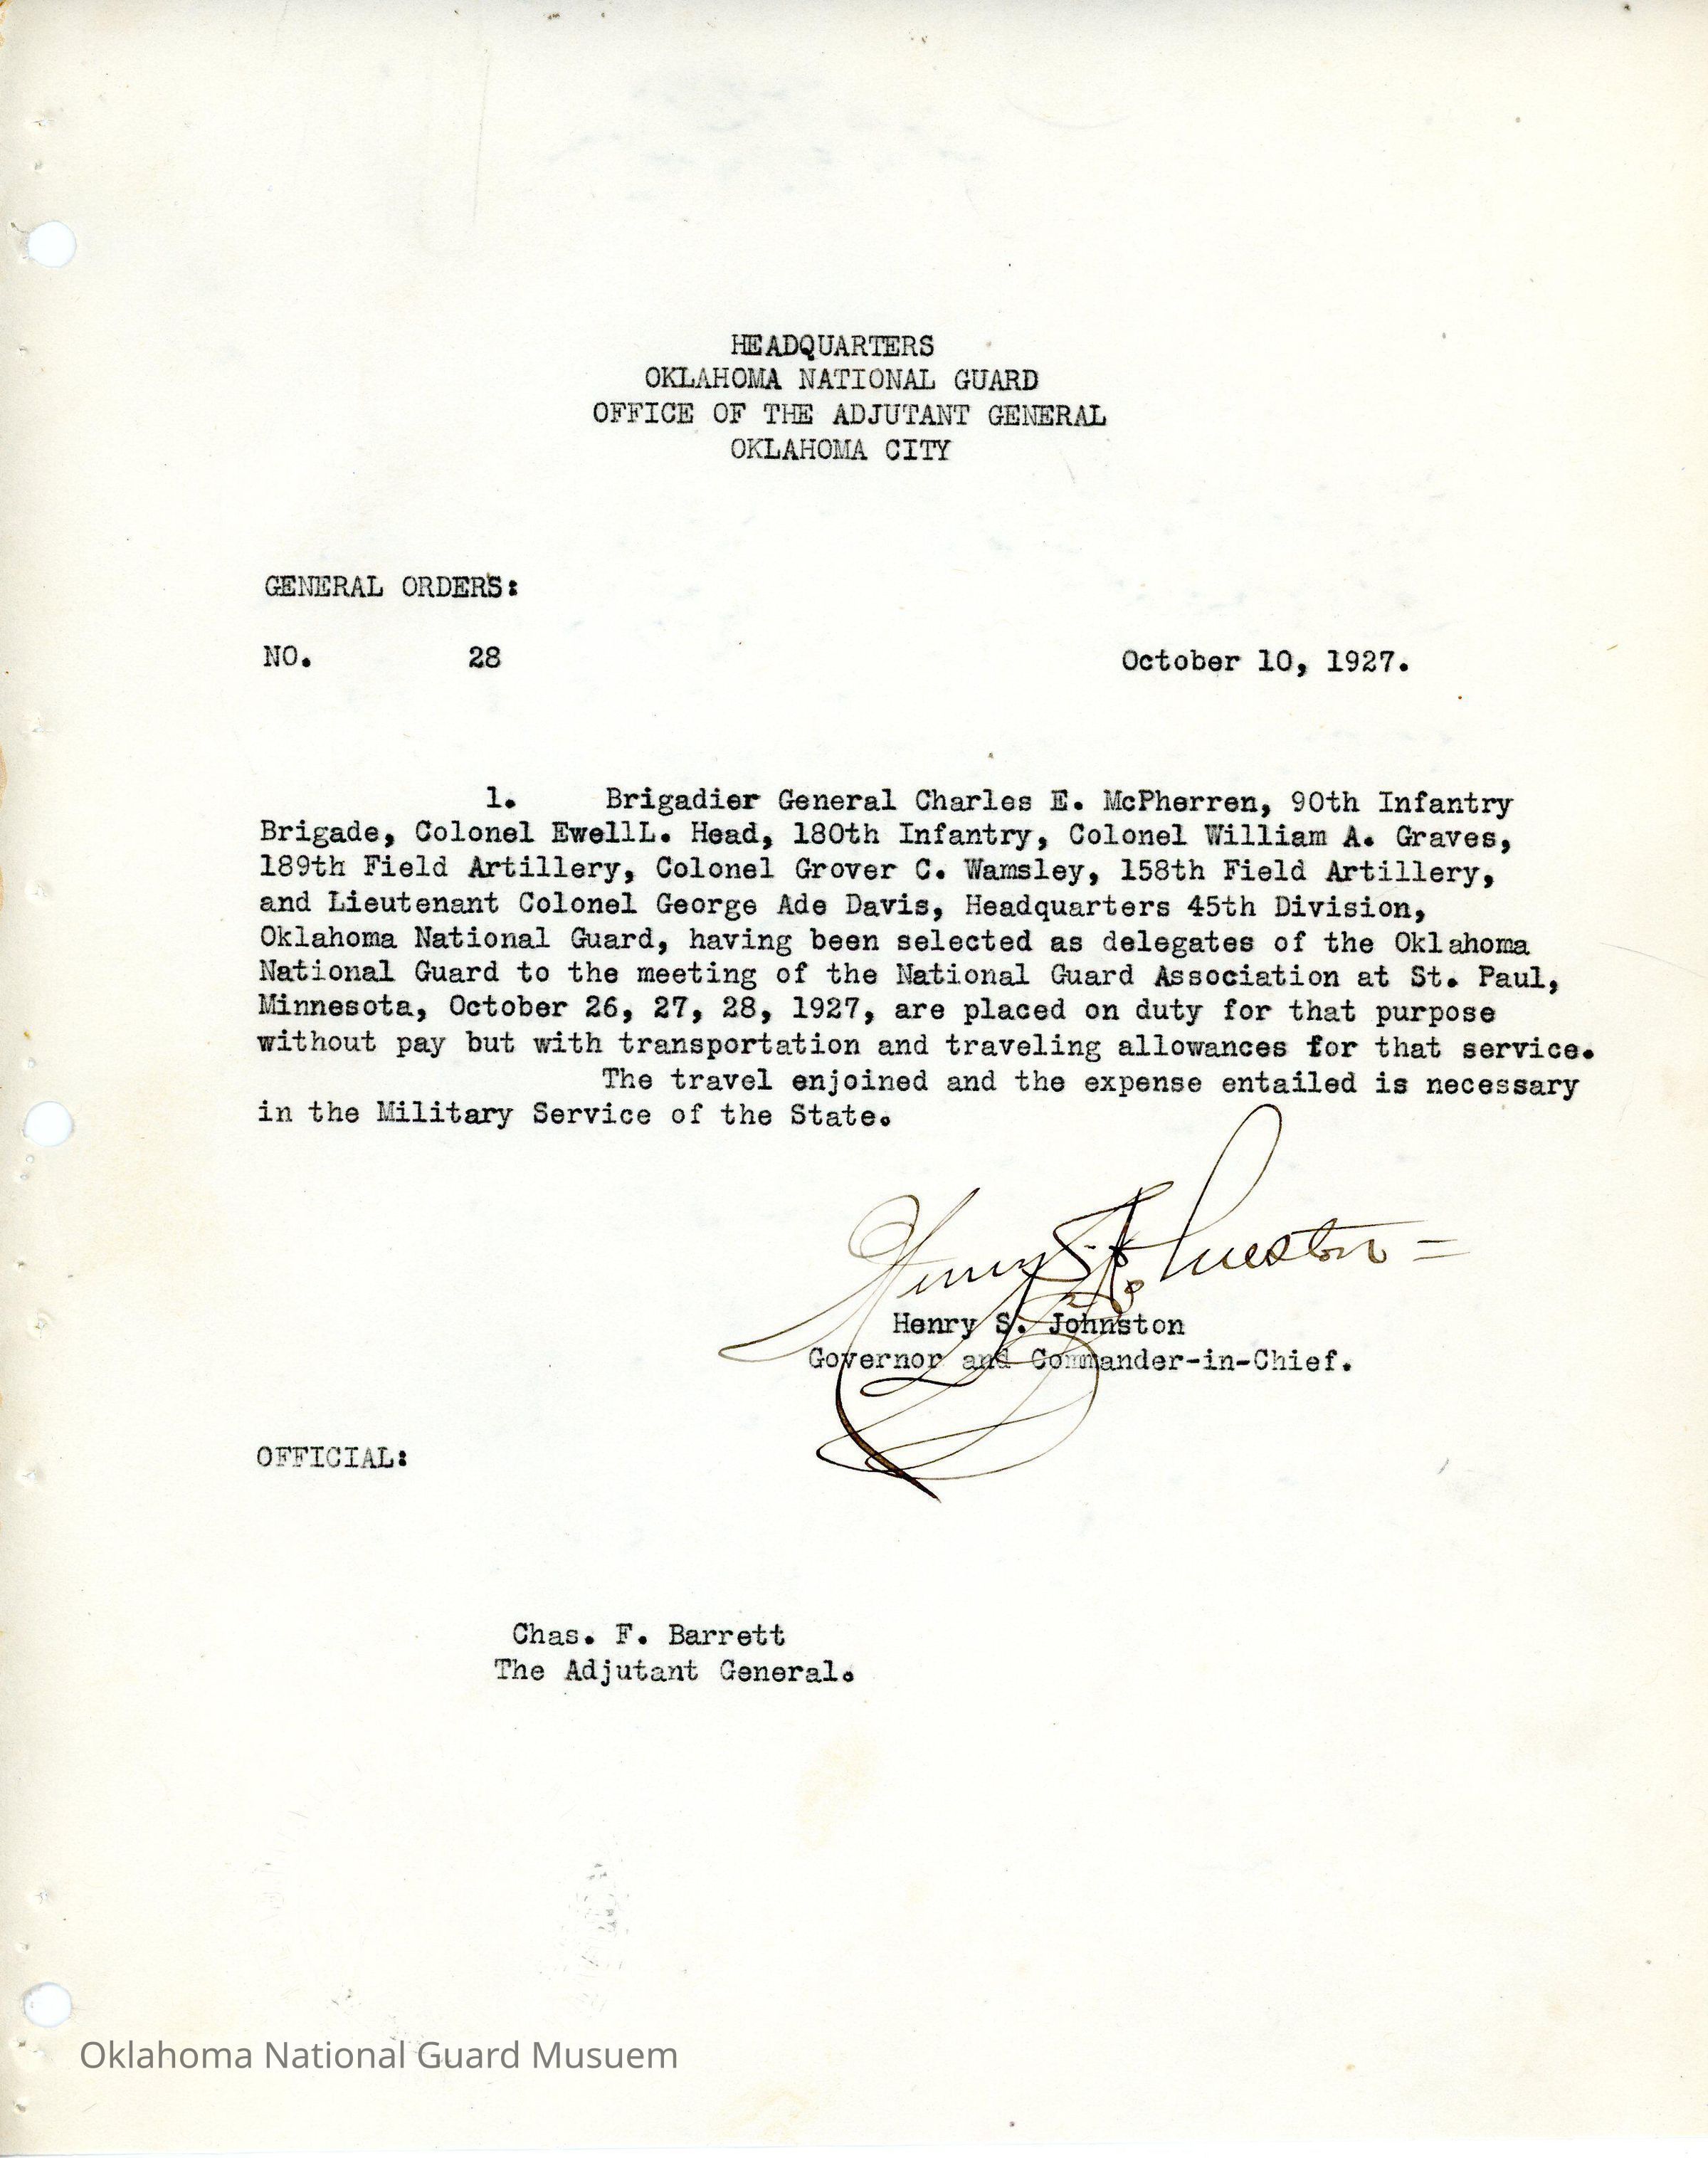 HEADQUARTERS
OKLAHOMA NATIONAL GUARD
OFFICE OF THE ADJUTANT GENERAL
OKLAHOMA CITY
GENERAL ORDERS:
NO. 28 October 10, 1927.
1. Brigadier General Charles E. McPherren, 90th Infantry
Brigade, Colonel EwellL. Head, 180th Infantry, Colonel William A. Graves,
189th Field Artillery, Colonel Grover C. Wamsley, 158th Field Artillery,
and Lieutenant Colonel George Ade Davis, Headquarters 45th Division,
Oklahoma National Guard, having been selected as delegates of the Oklahoma
National Guard to the meeting of the National Guard Association at St. Paul,
Minnesota, October 26, 27, 28, 1927, are placed on duty for that purpose
without pay but with transportation and traveling allowances for that service.
The travel enjoined and the expense entailed is necessary
in the Military Service of the State.
Henry S. Johnston
Henry S. Johnston
Governor and Commander-in-Chief.
OFFICIAL:
Chas. F. Barrett
The Adjutant General.
Oklahoma National Guard Musuem